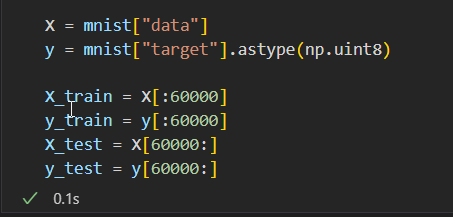 X = mnist["data"]
y = mnist["target"].astype(np.uint8)
X_train = X[:60000]
y_train = y[:60000]
X_test = X[60000:]
y_test = y[60000:]
0.1s